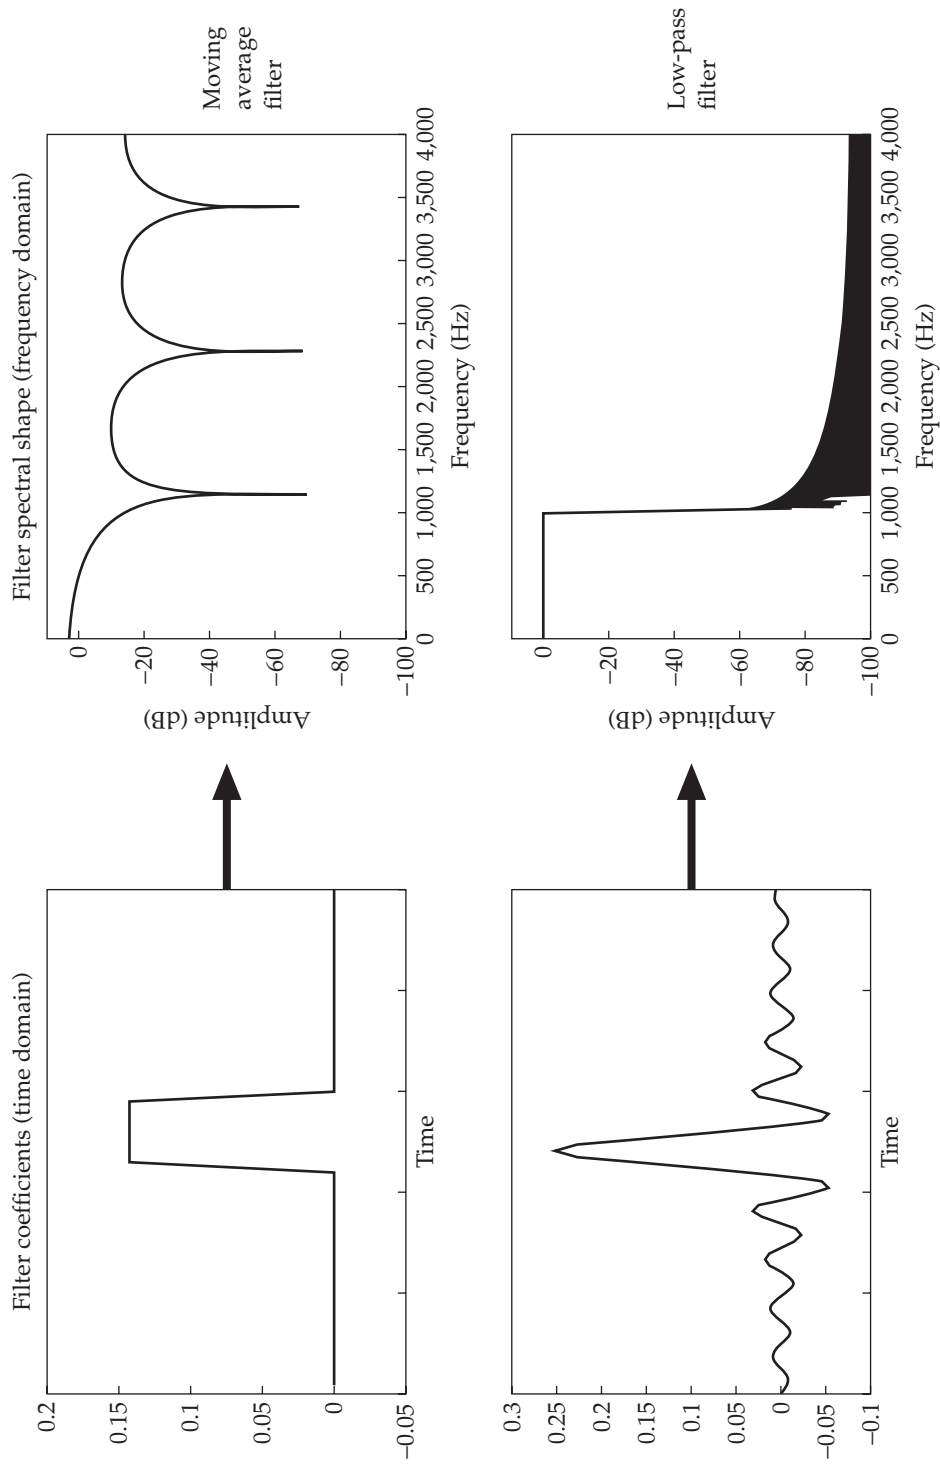 Filter coefficients (time domain)
0.2
0.15
0.1
0.05
0
−0.05
Time
Filter spectral shape (frequency domain)
0
−20
−40
−60
−80
−100
Amplitude (dB)
0 500 1,000 1,500 2,000 2,500 3,000 3,500 4,000
Frequency (Hz)
Moving
average
filter
0.3
0.25
0.2
0.15
0.1
0.05
0
−0.05
−0.1
Time
0
−20
−40
−60
−80
−100
Amplitude (dB)
0 500 1,000 1,500 2,000 2,500 3,000 3,500 4,000
Frequency (Hz)
Low-pass
filter